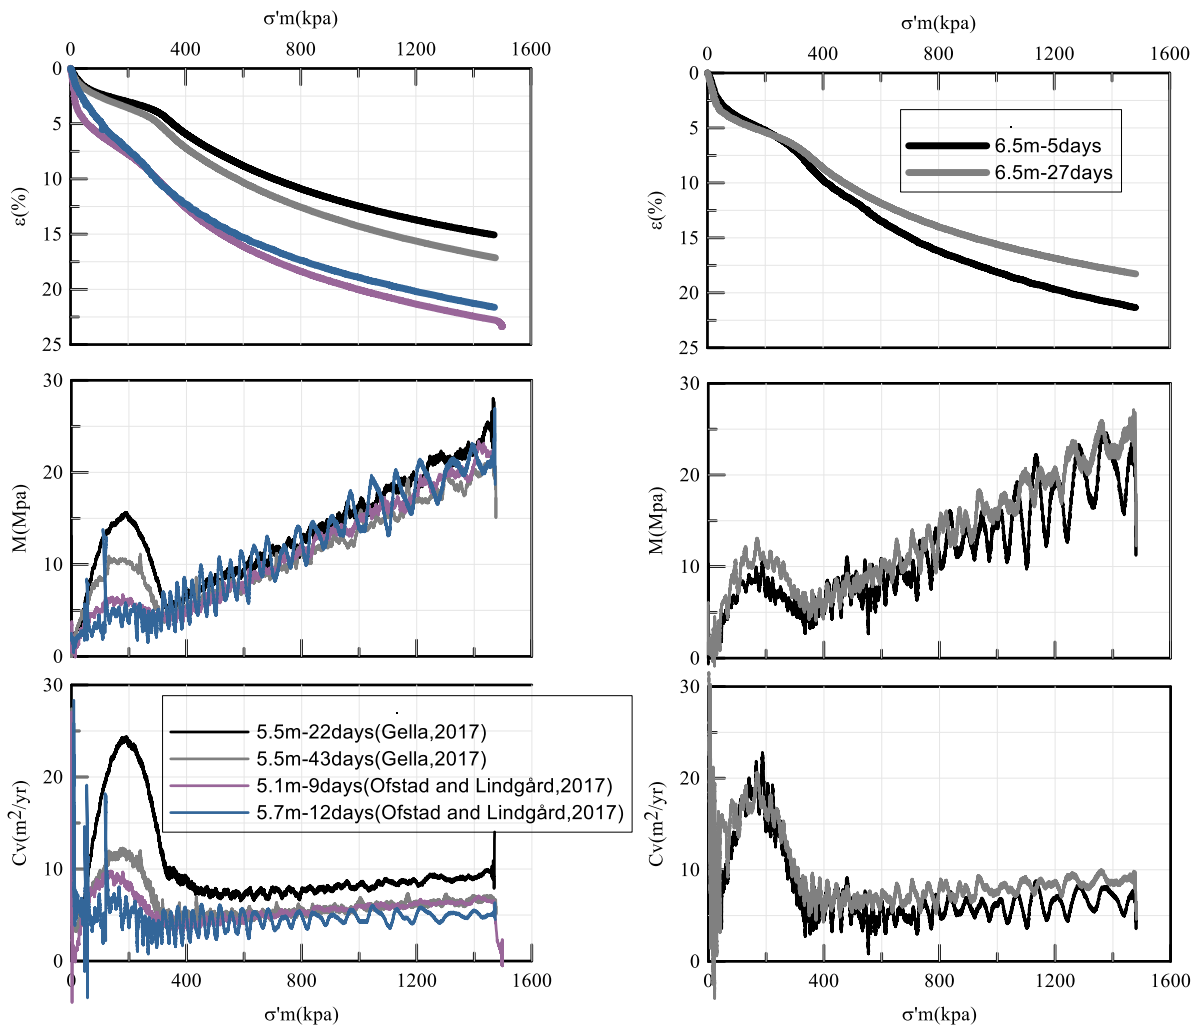 σ'm(kpa)
0 400 800 1200 1600
0
5
10
15
20
25
ε(%)
σ'm(kpa)
0 400 800 1200 1600
0
5
10
15
20
25
ε(%)
6.5m-5days
6.5m-27days
30
20
10
0
M(Mpa)
30
20
10
0
M(Mpa)
30
20
10
0
Cv(m²/yr)
5.5m-22days(Gella,2017)
5.5m-43days(Gella,2017)
5.1m-9days(Ofstad and Lindgård,2017)
5.7m-12days(Ofstad and Lindgård,2017)
0 400 800 1200 1600
σ'm(kpa)
30
20
10
0
Cv(m²/yr)
0 400 800 1200 1600
σ'm(kpa)